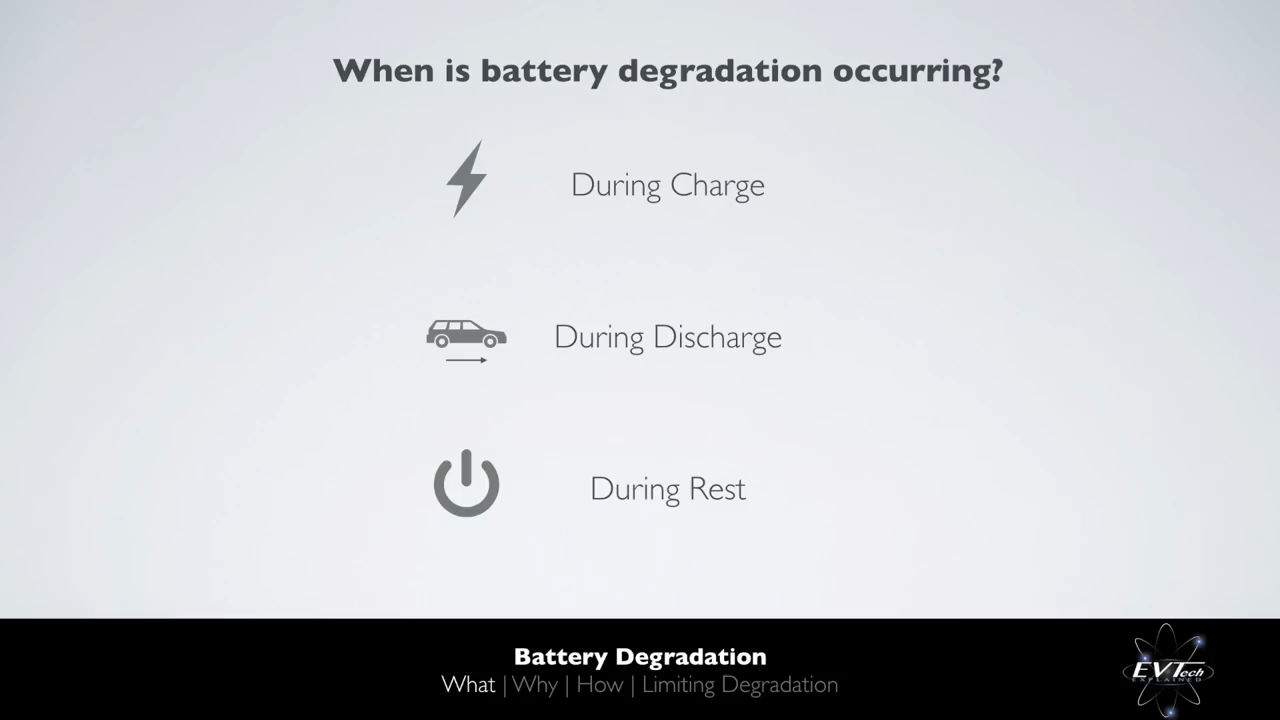 When is battery degradation occurring?
During Charge
During Discharge
During Rest
Battery Degradation
What | Why | How | Limiting Degradation
EVTech
EXPLAINED